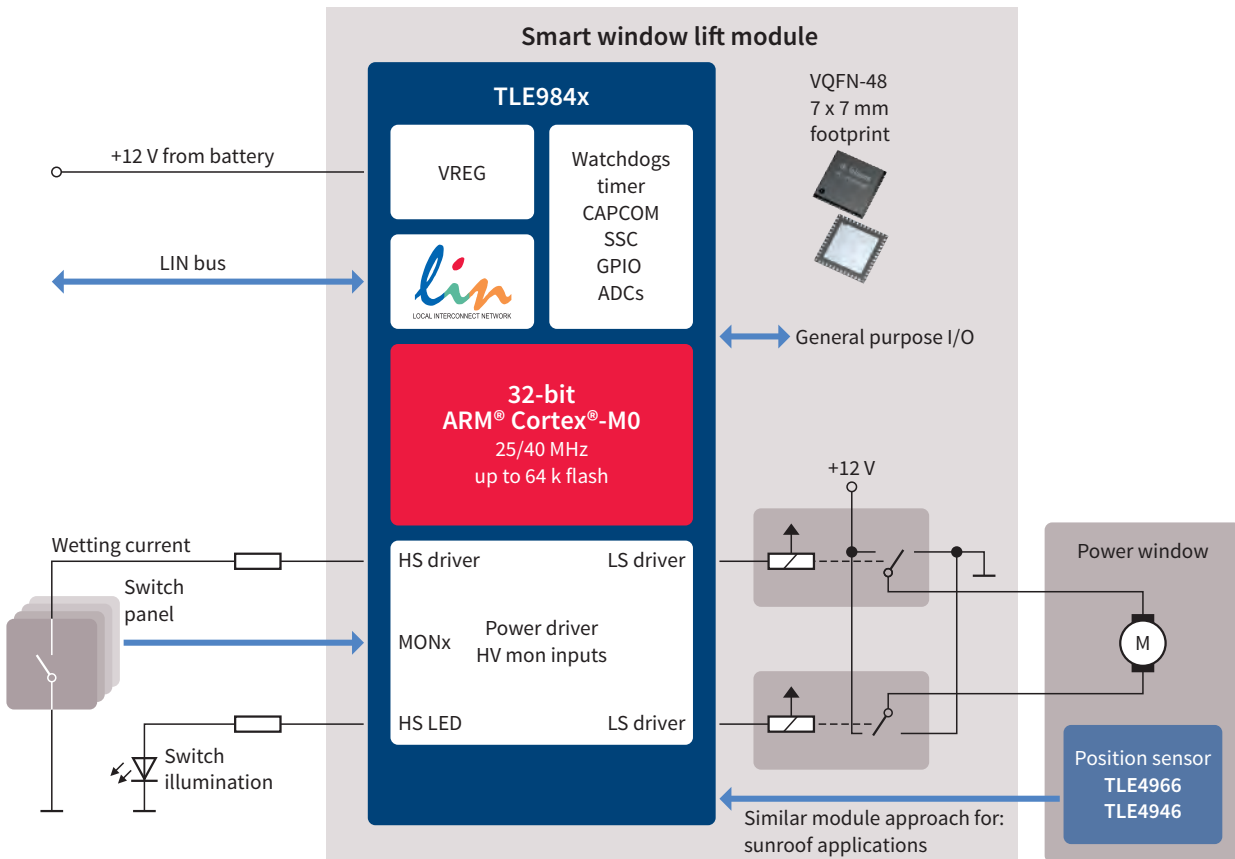 Smart window lift module
TLE984x
VQFN-48
7 x 7 mm
footprint
+12 V from battery
VREG
Watchdogs
timer
CAPCOM
SSC
GPIO
ADCs
LIN bus
lin
LOCAL INTERCONNECT NETWORK
General purpose I/O
32-bit
ARM® Cortex®-M0
25/40 MHz
up to 64 k flash
+12 V
Wetting current
HS driver
LS driver
Power window
Switch
panel
MONx
Power driver
HV mon inputs
M
HS LED
LS driver
Switch
illumination
Position sensor
TLE4966
TLE4946
Similar module approach for:
sunroof applications